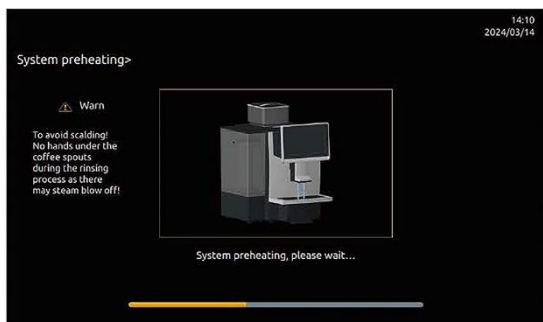 14:10
2024/03/14
System preheating>
Warn
To avoid scalding!
No hands under the
coffee spouts
during the rinsing
process as there
may steam blow off!
System preheating, please wait...